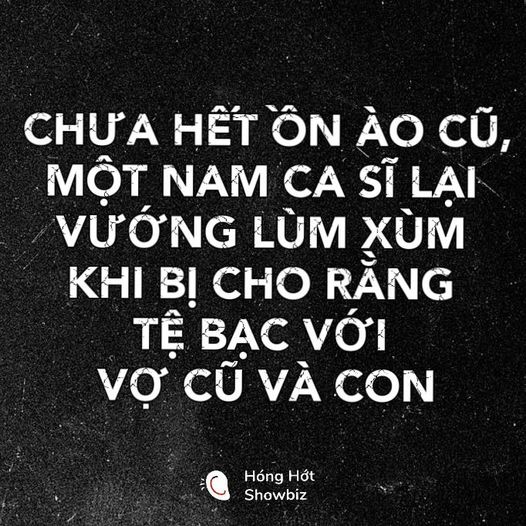 CHƯA HẾT ỒN ÀO CŨ,
MỘT NAM CA SĨ LẠI
VƯỚNG LÙM XÙM
KHI BỊ CHO RẰNG
TỆ BẠC VỚI
VỢ CŨ VÀ CON
Hóng Hớt
Showbiz